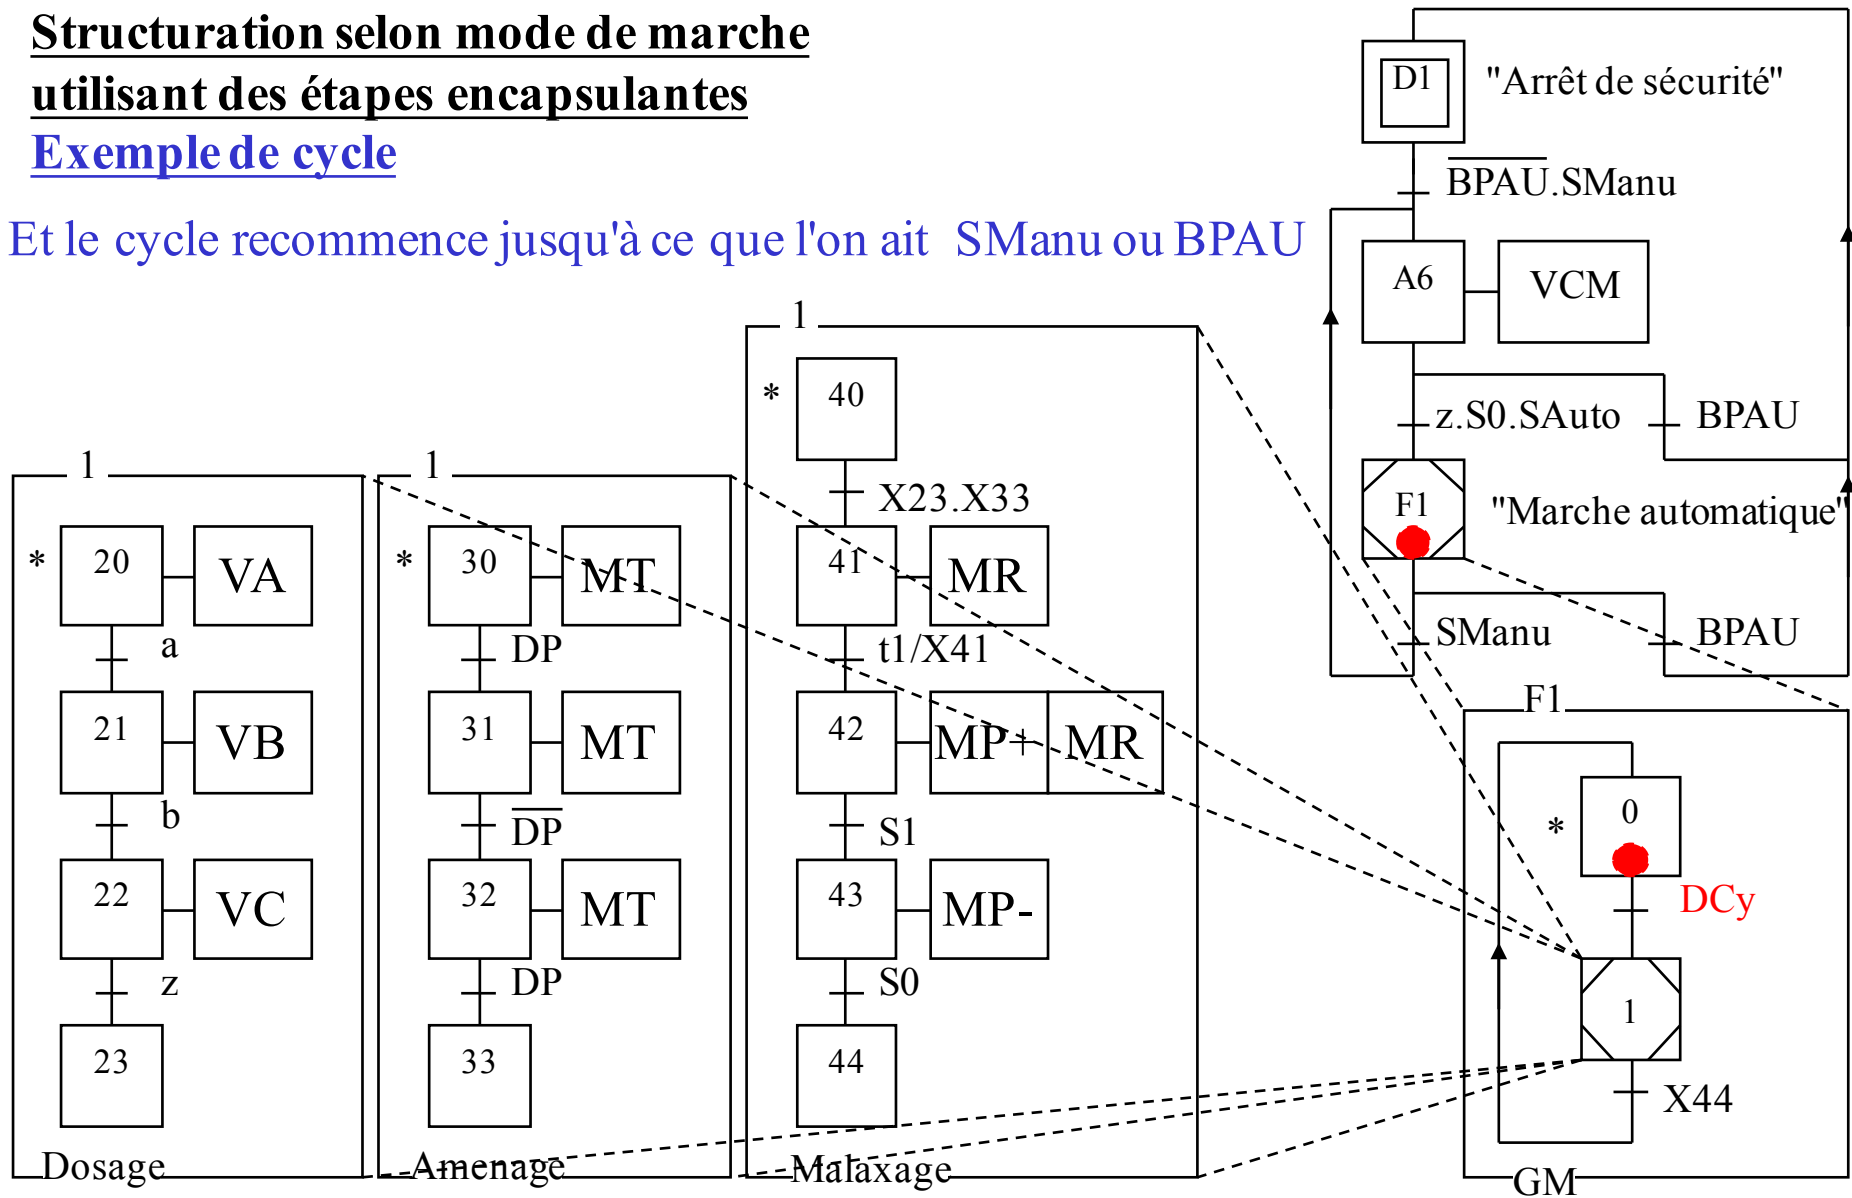 Structuration selon mode de marche
utilisant des étapes encapsulantes
Exemple de cycle
Et le cycle recommence jusqu'à ce que l'on ait SManu ou BPAU
D1
"Arrêt de sécurité"
B̅P̅A̅U̅.SManu
A6
VCM
z.S0.SAuto
BPAU
F1
"Marche automatique"
SManu
BPAU
1
*
20
VA
a
21
VB
b
22
VC
z
23
Dosage
1
*
30
MT
DP
31
MT
D̅P̅
32
MT
DP
33
Amenage
1
*
40
X23.X33
41
MR
t1/X41
42
MP+
MR
S1
43
MP-
S0
44
Malaxage
F1
*
0
DCy
1
X44
GM